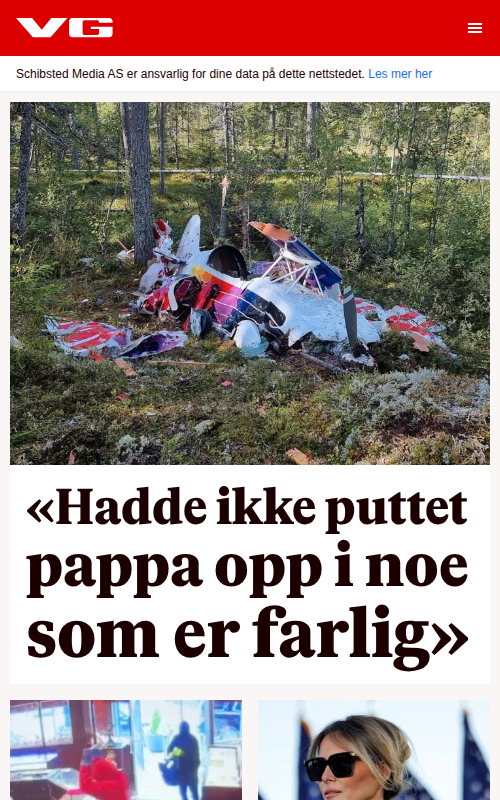 VG
Schibsted Media AS er ansvarlig for dine data på dette nettstedet. Les mer her
«Hadde ikke puttet
pappa opp i noe
som er farlig»